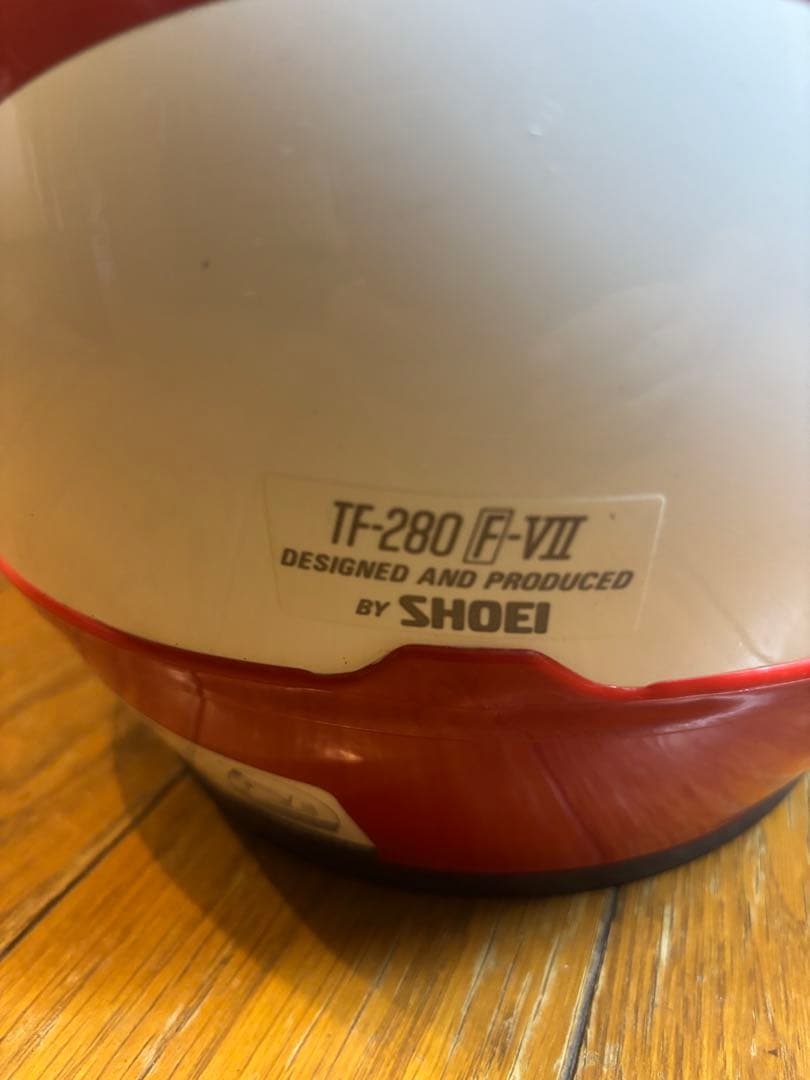 TF-280 F-VII
DESIGNED AND PRODUCED
BY SHOEI